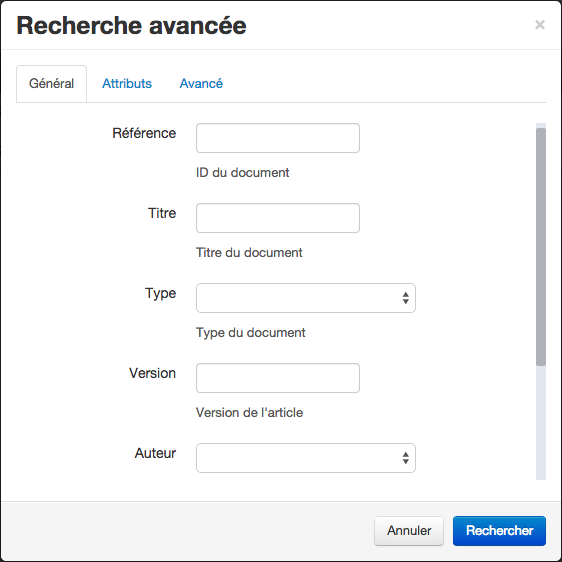 Recherche avancée ×
Général Attributs Avancé
Référence
ID du document
Titre
Titre du document
Type
Type du document
Version
Version de l'article
Auteur
Annuler Rechercher